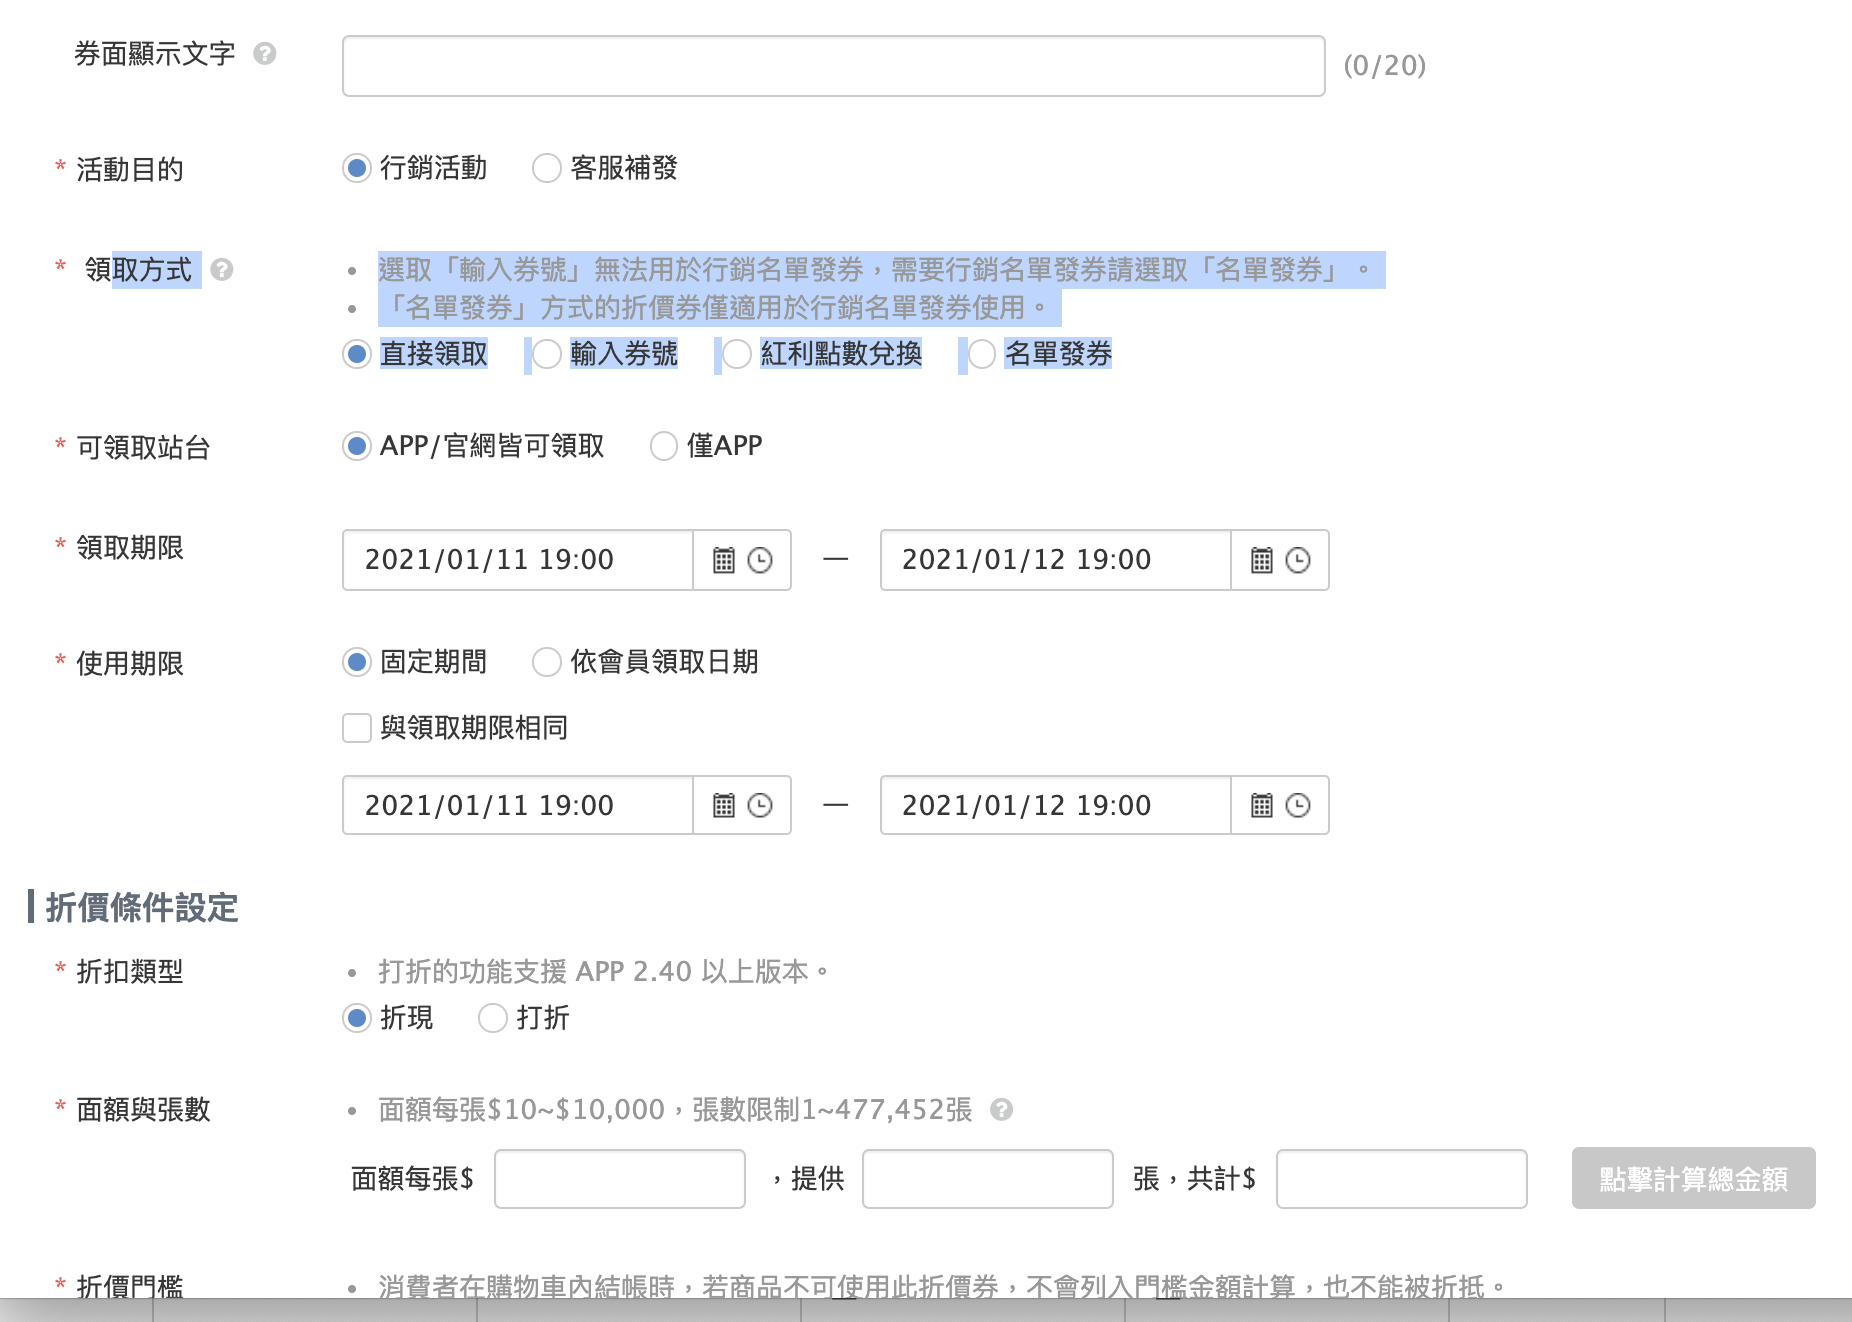 券面顯示文字 ?
(0/20)
* 活動目的
行銷活動 客服補發
* 領取方式 ?
• 選取「輸入券號」無法用於行銷名單發券，需要行銷名單發券請選取「名單發券」。
• 「名單發券」方式的折價券僅適用於行銷名單發券使用。
直接領取 輸入券號 紅利點數兌換 名單發券
* 可領取站台
APP/官網皆可領取 僅APP
* 領取期限
2021/01/11 19:00 — 2021/01/12 19:00
* 使用期限
固定期間 依會員領取日期
與領取期限相同
2021/01/11 19:00 — 2021/01/12 19:00
折價條件設定
* 折扣類型
• 打折的功能支援 APP 2.40 以上版本。
折現 打折
* 面額與張數
• 面額每張$10~$10,000，張數限制1~477,452張 ?
面額每張$ ，提供 張，共計$ 點擊計算總金額
* 折價門檻
• 消費者在購物車內結帳時，若商品不可使用此折價券，不會列入門檻金額計算，也不能被折抵。